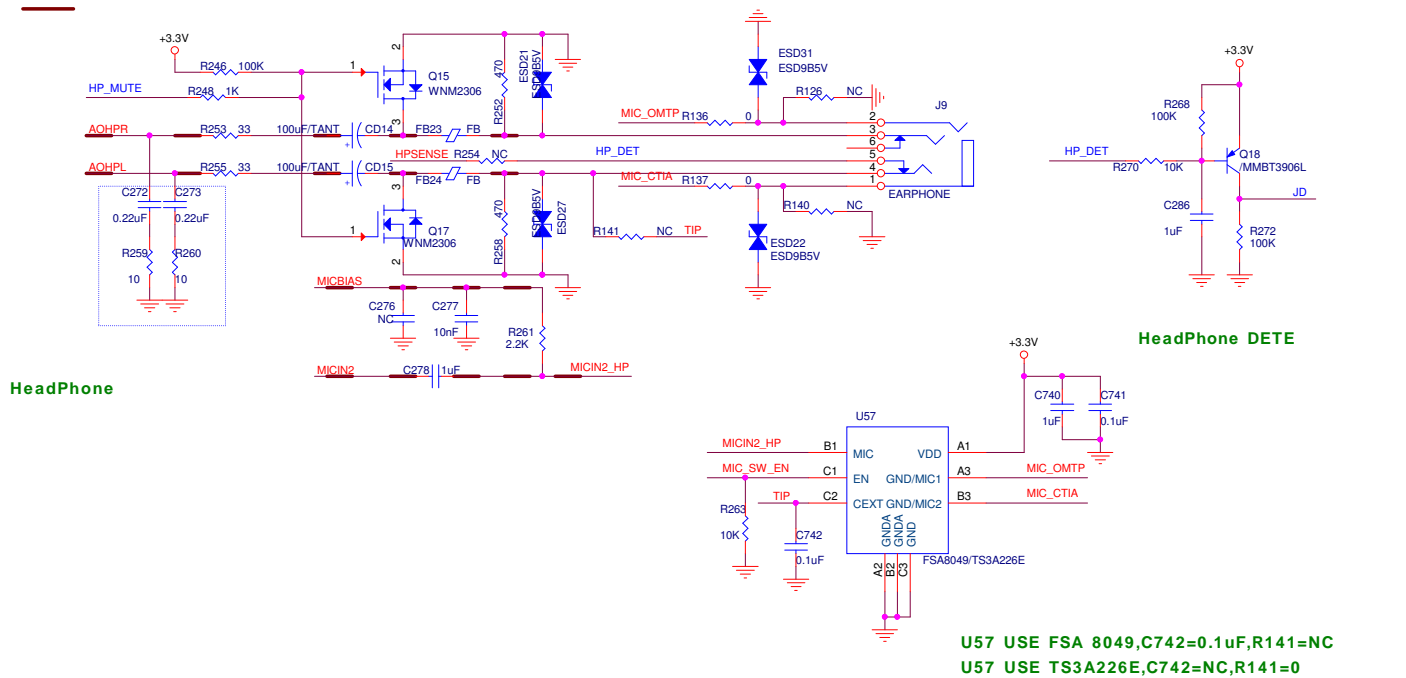 +3.3V
R246 100K
HP_MUTE
R248 1K
1
2
3
Q15
WNM2306
R252
470
ESD21
ESD9B5V
AOHPR
R253 33
100uF/TANT
+
CD14
FB23 FB
HPSENSE R254 NC
HP_DET
AOHPL
R255 33
100uF/TANT
+
CD15
FB24 FB
C272
0.22uF
C273
0.22uF
R259
10
R260
10
3
1
2
Q17
WNM2306
R258
470
ESD9B5V
ESD27
R141 NC TIP
ESD31
ESD9B5V
R126 NC
MIC_OMTP
R136 0
MIC_CTIA
R137 0
R140 NC
ESD22
ESD9B5V
J9
2
3
6
5
4
1
EARPHONE
MICBIAS
C276
NC
C277
10nF
R261
2.2K
MICIN2
C278 1uF
MICIN2_HP
HeadPhone
+3.3V
R268
100K
HP_DET
R270 10K
Q18
/MMBT3906L
JD
C286
1uF
R272
100K
HeadPhone DETE
+3.3V
C740
1uF
C741
0.1uF
U57
MICIN2_HP
B1
MIC
VDD
A1
MIC_SW_EN
C1
EN
GND/MIC1
A3
MIC_OMTP
TIP
C2
CEXT
GND/MIC2
B3
MIC_CTIA
R263
10K
C742
0.1uF
GNDA
GNDA
GND
A2
B2
C3
FSA8049/TS3A226E
U57 USE FSA 8049,C742=0.1uF,R141=NC
U57 USE TS3A226E,C742=NC,R141=0